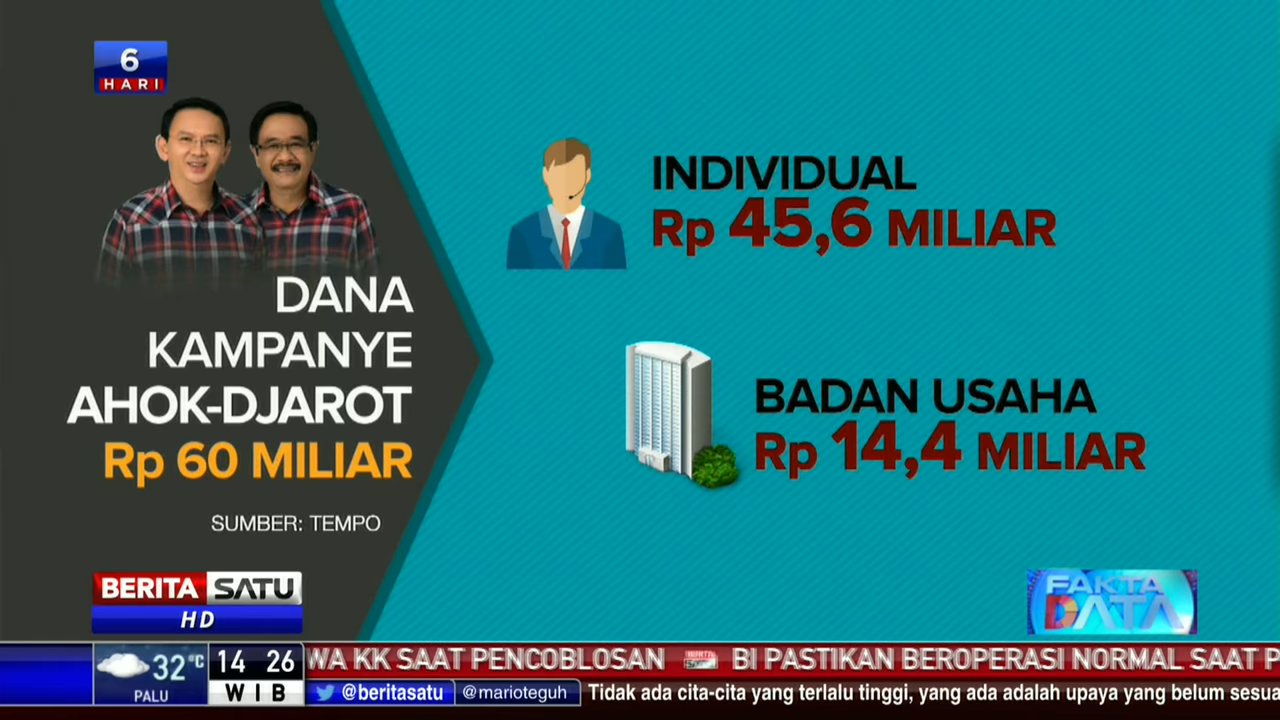 6
HARI
DANA
KAMPANYE
AHOK-DJAROT
Rp 60 MILIAR
SUMBER: TEMPO
INDIVIDUAL
Rp 45,6 MILIAR
BADAN USAHA
Rp 14,4 MILIAR
BERITA SATU
HD
FAKTA
DATA
32°C
PALU
14 26
WIB
WA KK SAAT PENCOBLOSAN BERITA SATU BI PASTIKAN BEROPERASI NORMAL SAAT P
@beritasatu @marioteguh Tidak ada cita-cita yang terlalu tinggi, yang ada adalah upaya yang belum sesua